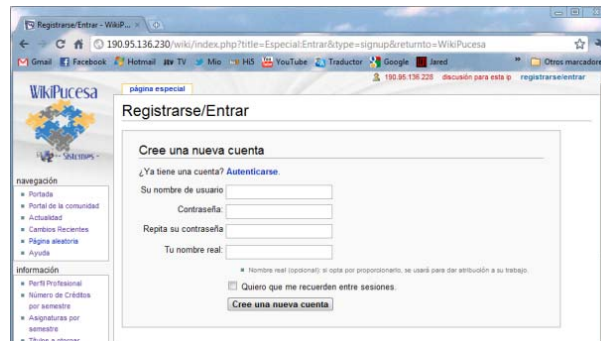 Registrarse/Entrar - WikiP...
190.95.136.230/wiki/index.php?title=Especial:Entrar&type=signup&returnto=WikiPucesa
Gmail Facebook Hotmail TV Mio Hi5 YouTube Traductor Google Jared » Otros marcadores
190.95.136.228 discusión para esta ip registrarse/entrar
WikiPucesa
página especial
Registrarse/Entrar
Cree una nueva cuenta
¿Ya tiene una cuenta? Autenticarse.
Su nombre de usuario
Contraseña:
Repita su contraseña
Tu nombre real:
Nombre real (opcional): si opta por proporcionarlo, se usará para dar atribución a su trabajo.
Quiero que me recuerden entre sesiones.
Cree una nueva cuenta
Sistemas
navegación
Portada
Portal de la comunidad
Actualidad
Cambios Recientes
Página aleatoria
Ayuda
información
Perfil Profesional
Número de Créditos
por semestre
Asignaturas por
semestre